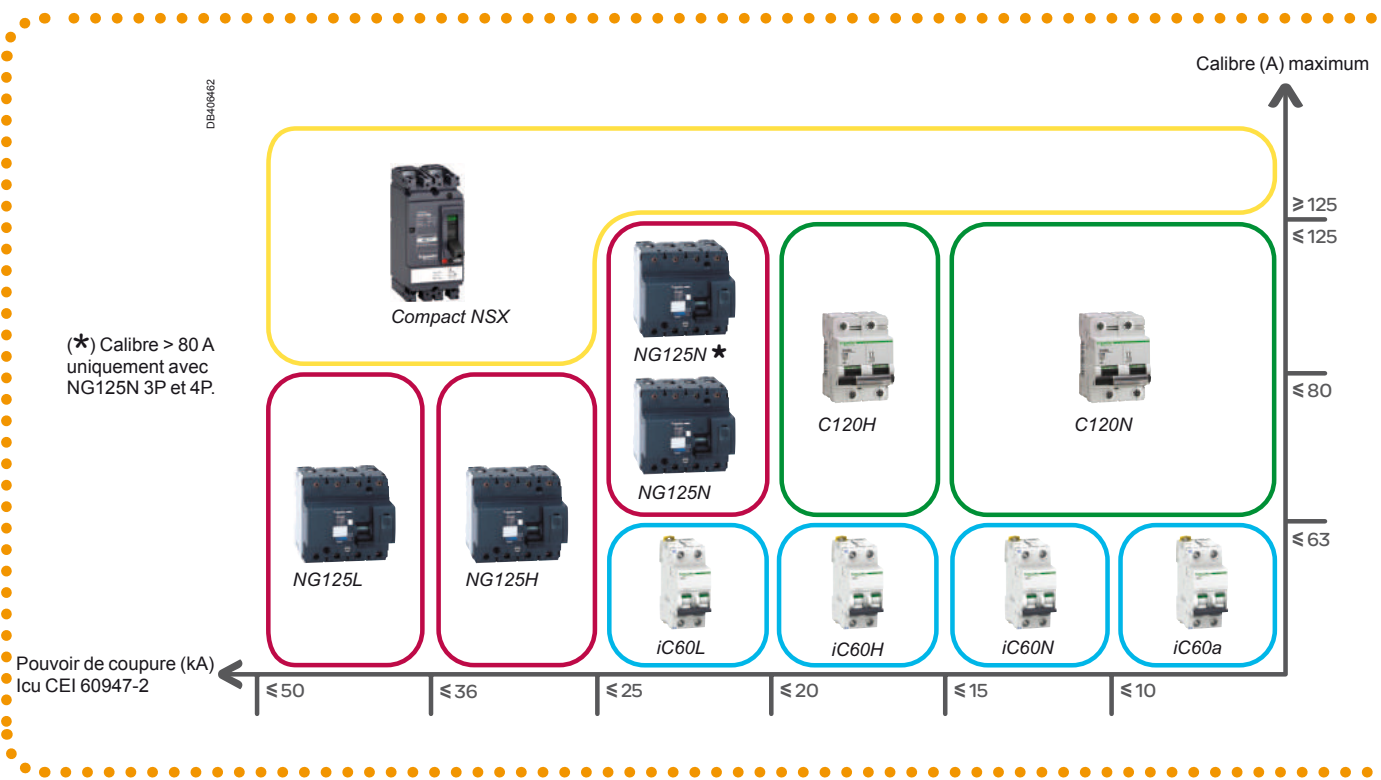 Calibre (A) maximum
DB406462
⩾ 125
⩽ 125
Compact NSX
(★) Calibre > 80 A
uniquement avec
NG125N 3P et 4P.
NG125N ★
⩽ 80
C120H
C120N
NG125N
⩽ 63
NG125L
NG125H
iC60L
iC60H
iC60N
iC60a
Pouvoir de coupure (kA)
Icu CEI 60947-2
⩽ 50
⩽ 36
⩽ 25
⩽ 20
⩽ 15
⩽ 10